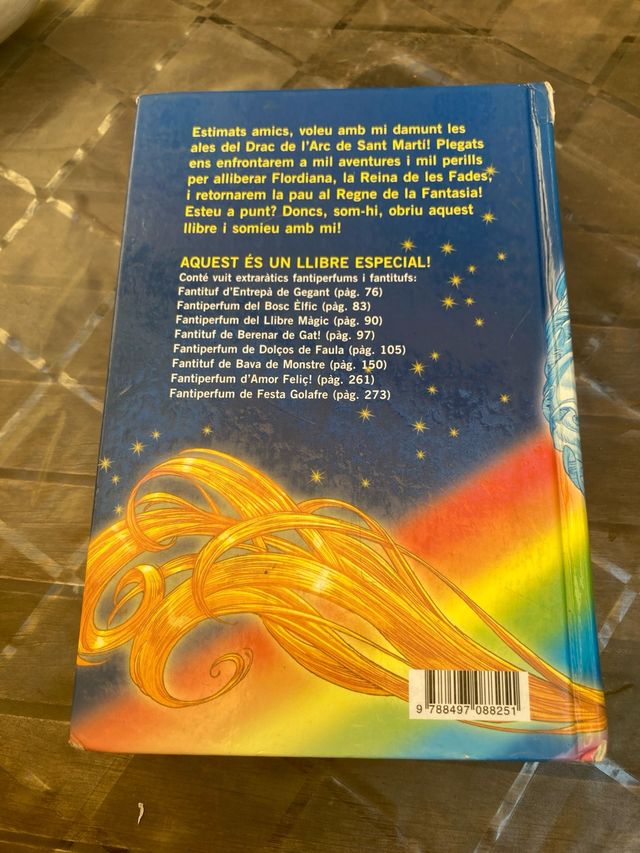 Estimats amics, voleu amb mi damunt les
ales del Drac de l'Arc de Sant Martí! Plegats
ens enfrontarem a mil aventures i mil perills
per alliberar Flordiana, la Reina de les Fades,
i retornarem la pau al Regne de la Fantasia!
Esteu a punt? Doncs, som-hi, obriu aquest
llibre i somieu amb mi!
AQUEST ÉS UN LLIBRE ESPECIAL!
Conté vuit extraràtics fantiperfums i fantitufs:
Fantituf d'Entrepà de Gegant (pàg. 76)
Fantiperfum del Bosc Èlfic (pàg. 83)
Fantiperfum del Llibre Màgic (pàg. 90)
Fantituf de Berenar de Gat! (pàg. 97)
Fantiperfum de Dolços de Faula (pàg. 105)
Fantituf de Bava de Monstre (pàg. 150)
Fantiperfum d'Amor Feliç! (pàg. 261)
Fantiperfum de Festa Golafre (pàg. 273)
9 788497 088251